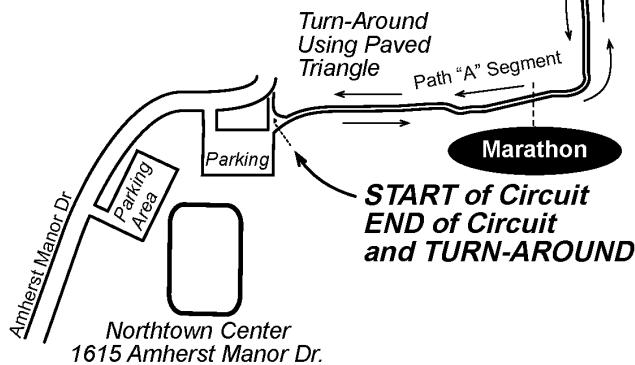 Turn-Around
Using Paved
Triangle
Path "A" Segment
Marathon
Parking
Parking
Area
START of Circuit
END of Circuit
and TURN-AROUND
Amherst Manor Dr
Northtown Center
1615 Amherst Manor Dr.